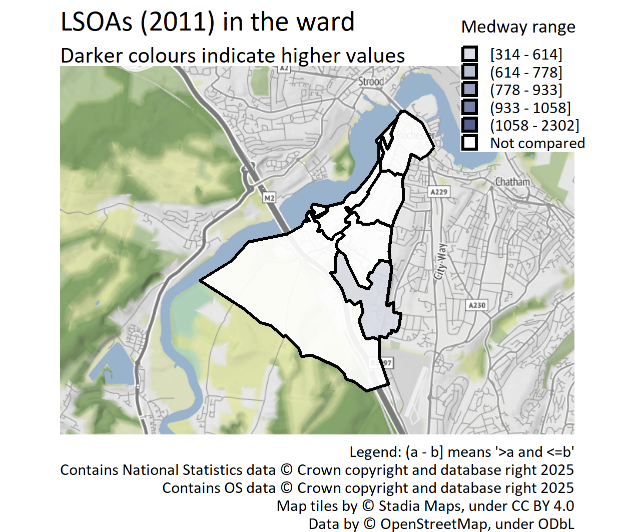 LSOAs (2011) in the ward
Darker colours indicate higher values
Medway range
[314 - 614]
(614 - 778]
(778 - 933]
(933 - 1058]
(1058 - 2302]
Not compared
A2
Strood
M2
A229
Chatham
City Way
A230
Legend: (a - b] means '>a and <=b'
Contains National Statistics data © Crown copyright and database right 2025
Contains OS data © Crown copyright and database right 2025
Map tiles by © Stadia Maps, under CC BY 4.0
Data by © OpenStreetMap, under ODbL